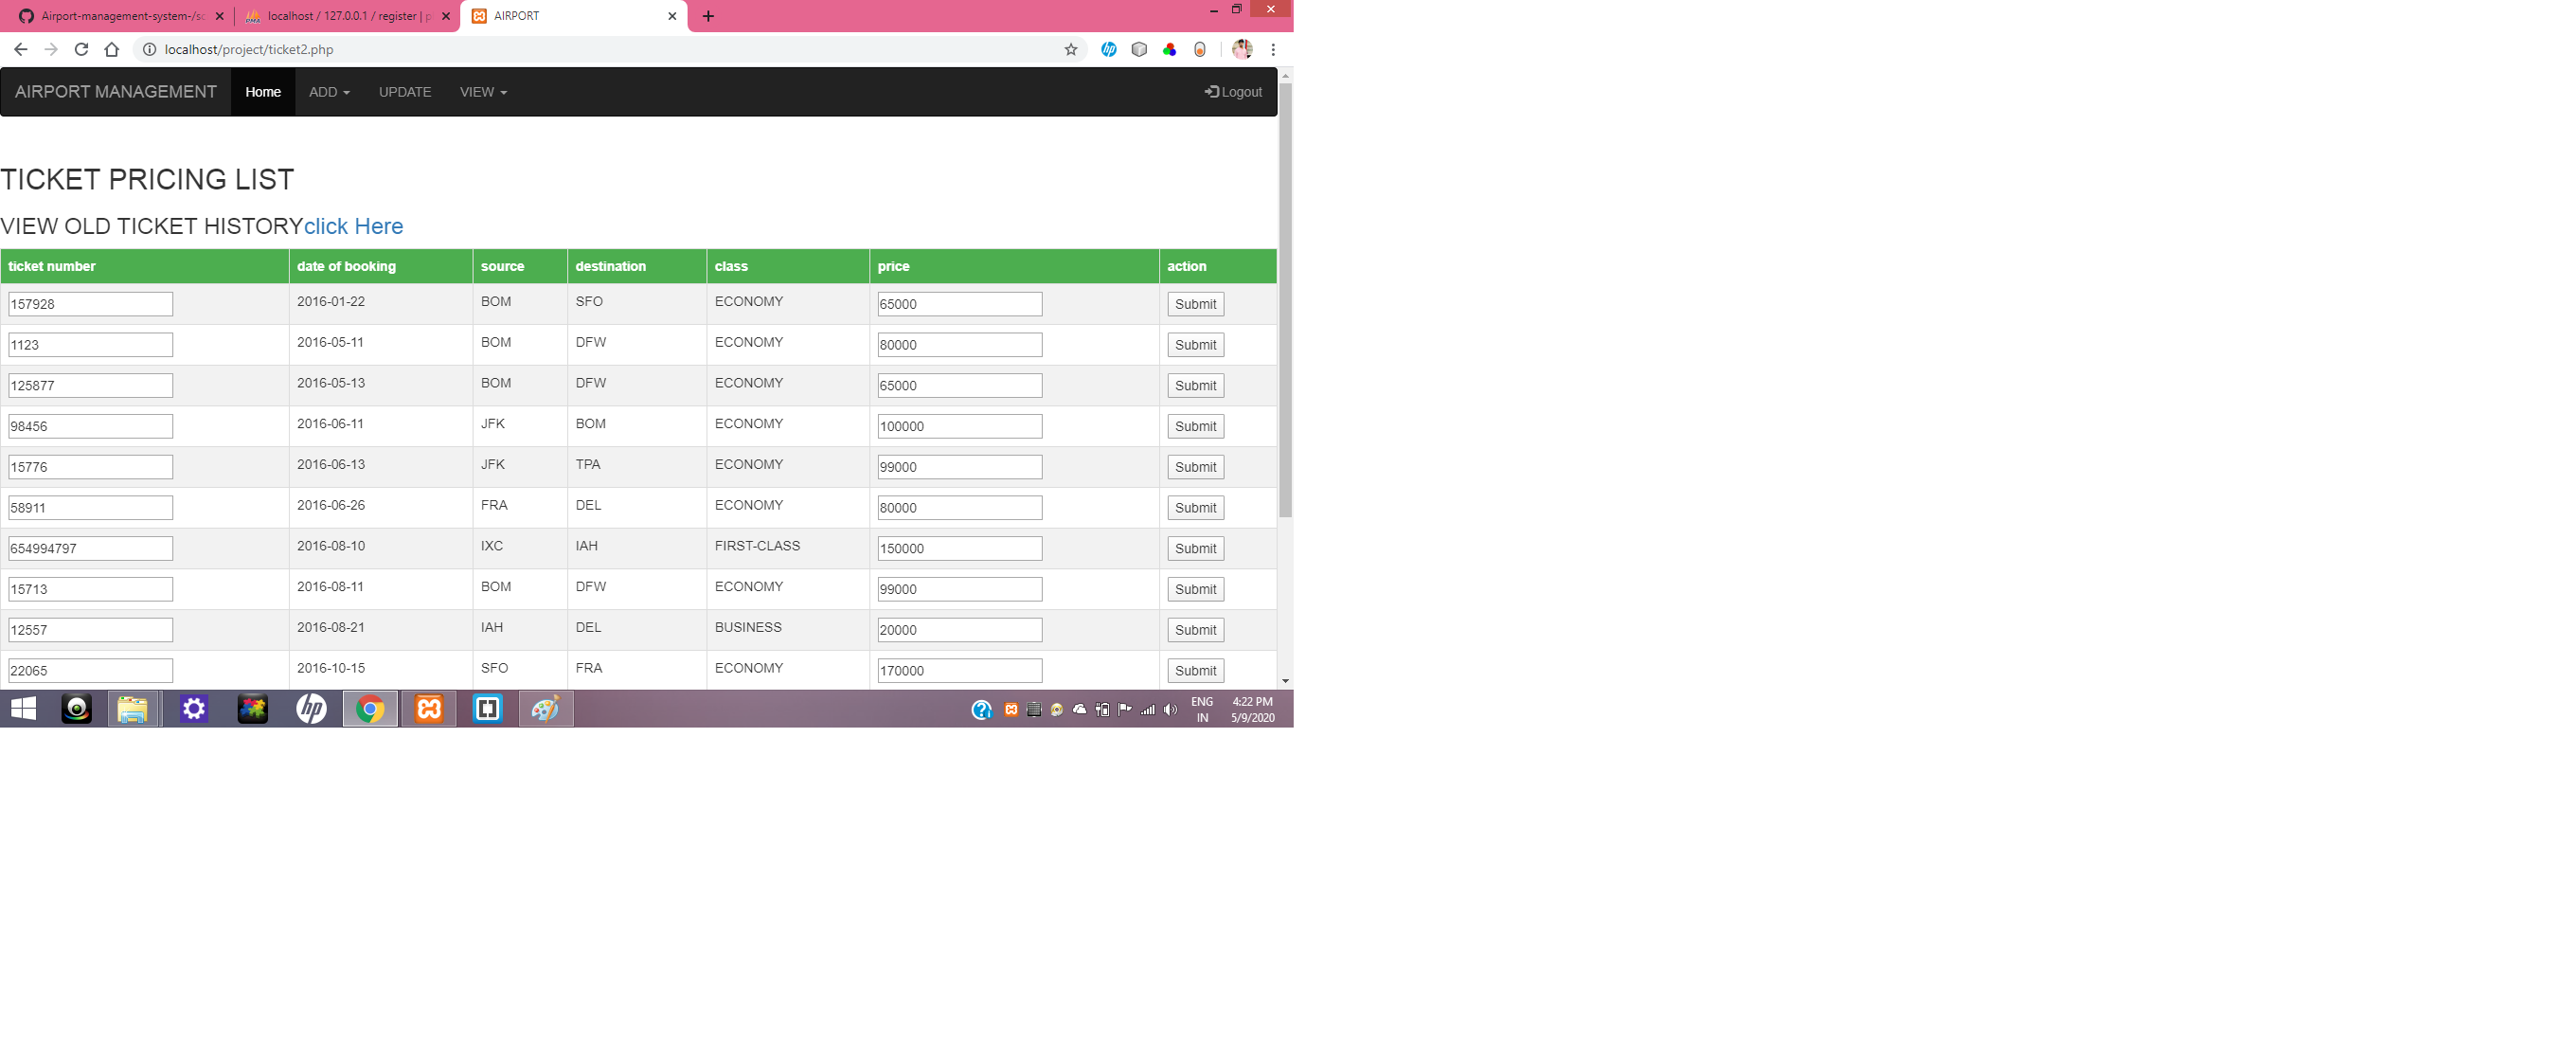 Airport-management-system-/sc
localhost / 127.0.0.1 / register | p
AIRPORT
localhost/project/ticket2.php
AIRPORT MANAGEMENT Home ADD UPDATE VIEW Logout
TICKET PRICING LIST
VIEW OLD TICKET HISTORYclick Here
ticket number date of booking source destination class price action
157928 2016-01-22 BOM SFO ECONOMY 65000 Submit
1123 2016-05-11 BOM DFW ECONOMY 80000 Submit
125877 2016-05-13 BOM DFW ECONOMY 65000 Submit
98456 2016-06-11 JFK BOM ECONOMY 100000 Submit
15776 2016-06-13 JFK TPA ECONOMY 99000 Submit
58911 2016-06-26 FRA DEL ECONOMY 80000 Submit
654994797 2016-08-10 IXC IAH FIRST-CLASS 150000 Submit
15713 2016-08-11 BOM DFW ECONOMY 99000 Submit
12557 2016-08-21 IAH DEL BUSINESS 20000 Submit
22065 2016-10-15 SFO FRA ECONOMY 170000 Submit
hp
ENG 4:22 PM
IN 5/9/2020